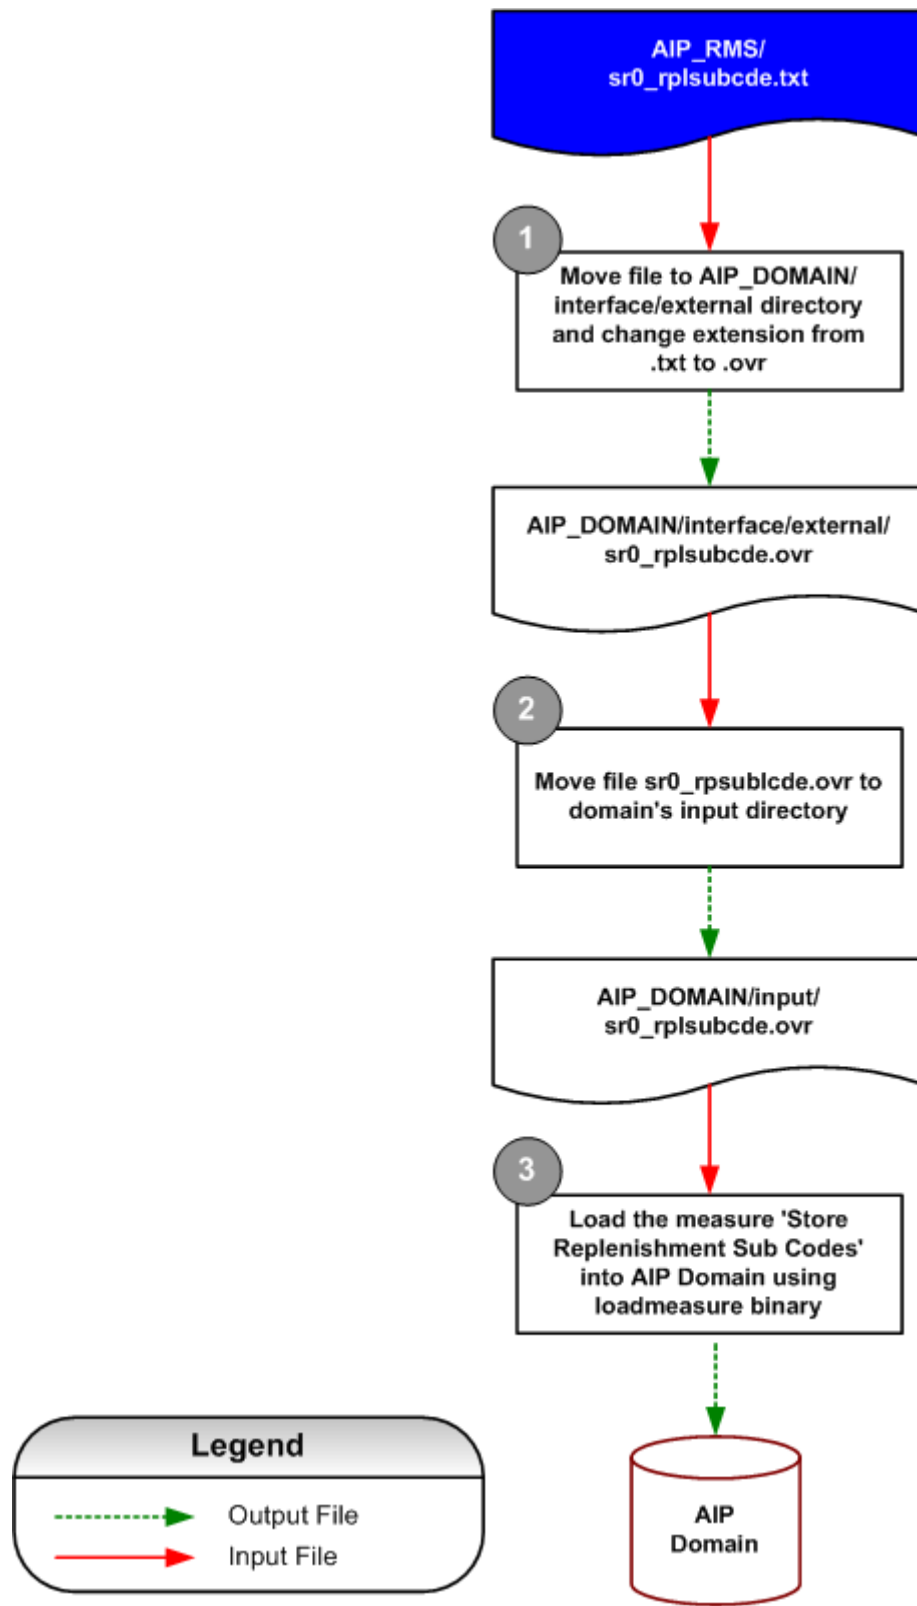 AIP_RMS/
sr0_rplsubcde.txt
1
Move file to AIP_DOMAIN/
interface/external directory
and change extension from
.txt to .ovr
AIP_DOMAIN/interface/external/
sr0_rplsubcde.ovr
2
Move file sr0_rpsublcde.ovr to
domain's input directory
AIP_DOMAIN/input/
sr0_rplsubcde.ovr
3
Load the measure 'Store
Replenishment Sub Codes'
into AIP Domain using
loadmeasure binary
AIP
Domain
Legend
Output File
Input File